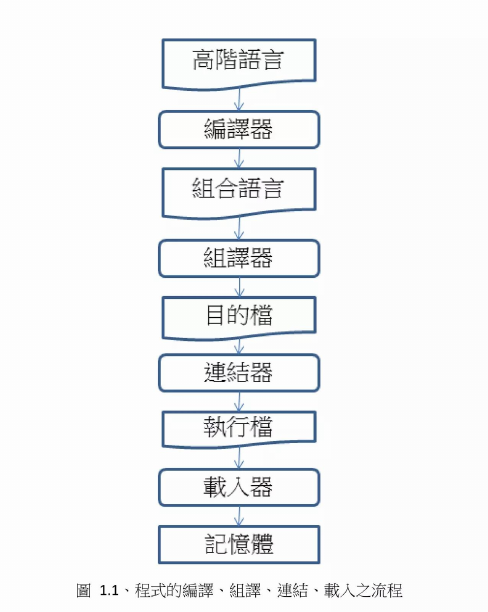 高階語言
編譯器
組合語言
組譯器
目的檔
連結器
執行檔
載入器
記憶體
圖 1.1、程式的編譯、組譯、連結、載入之流程